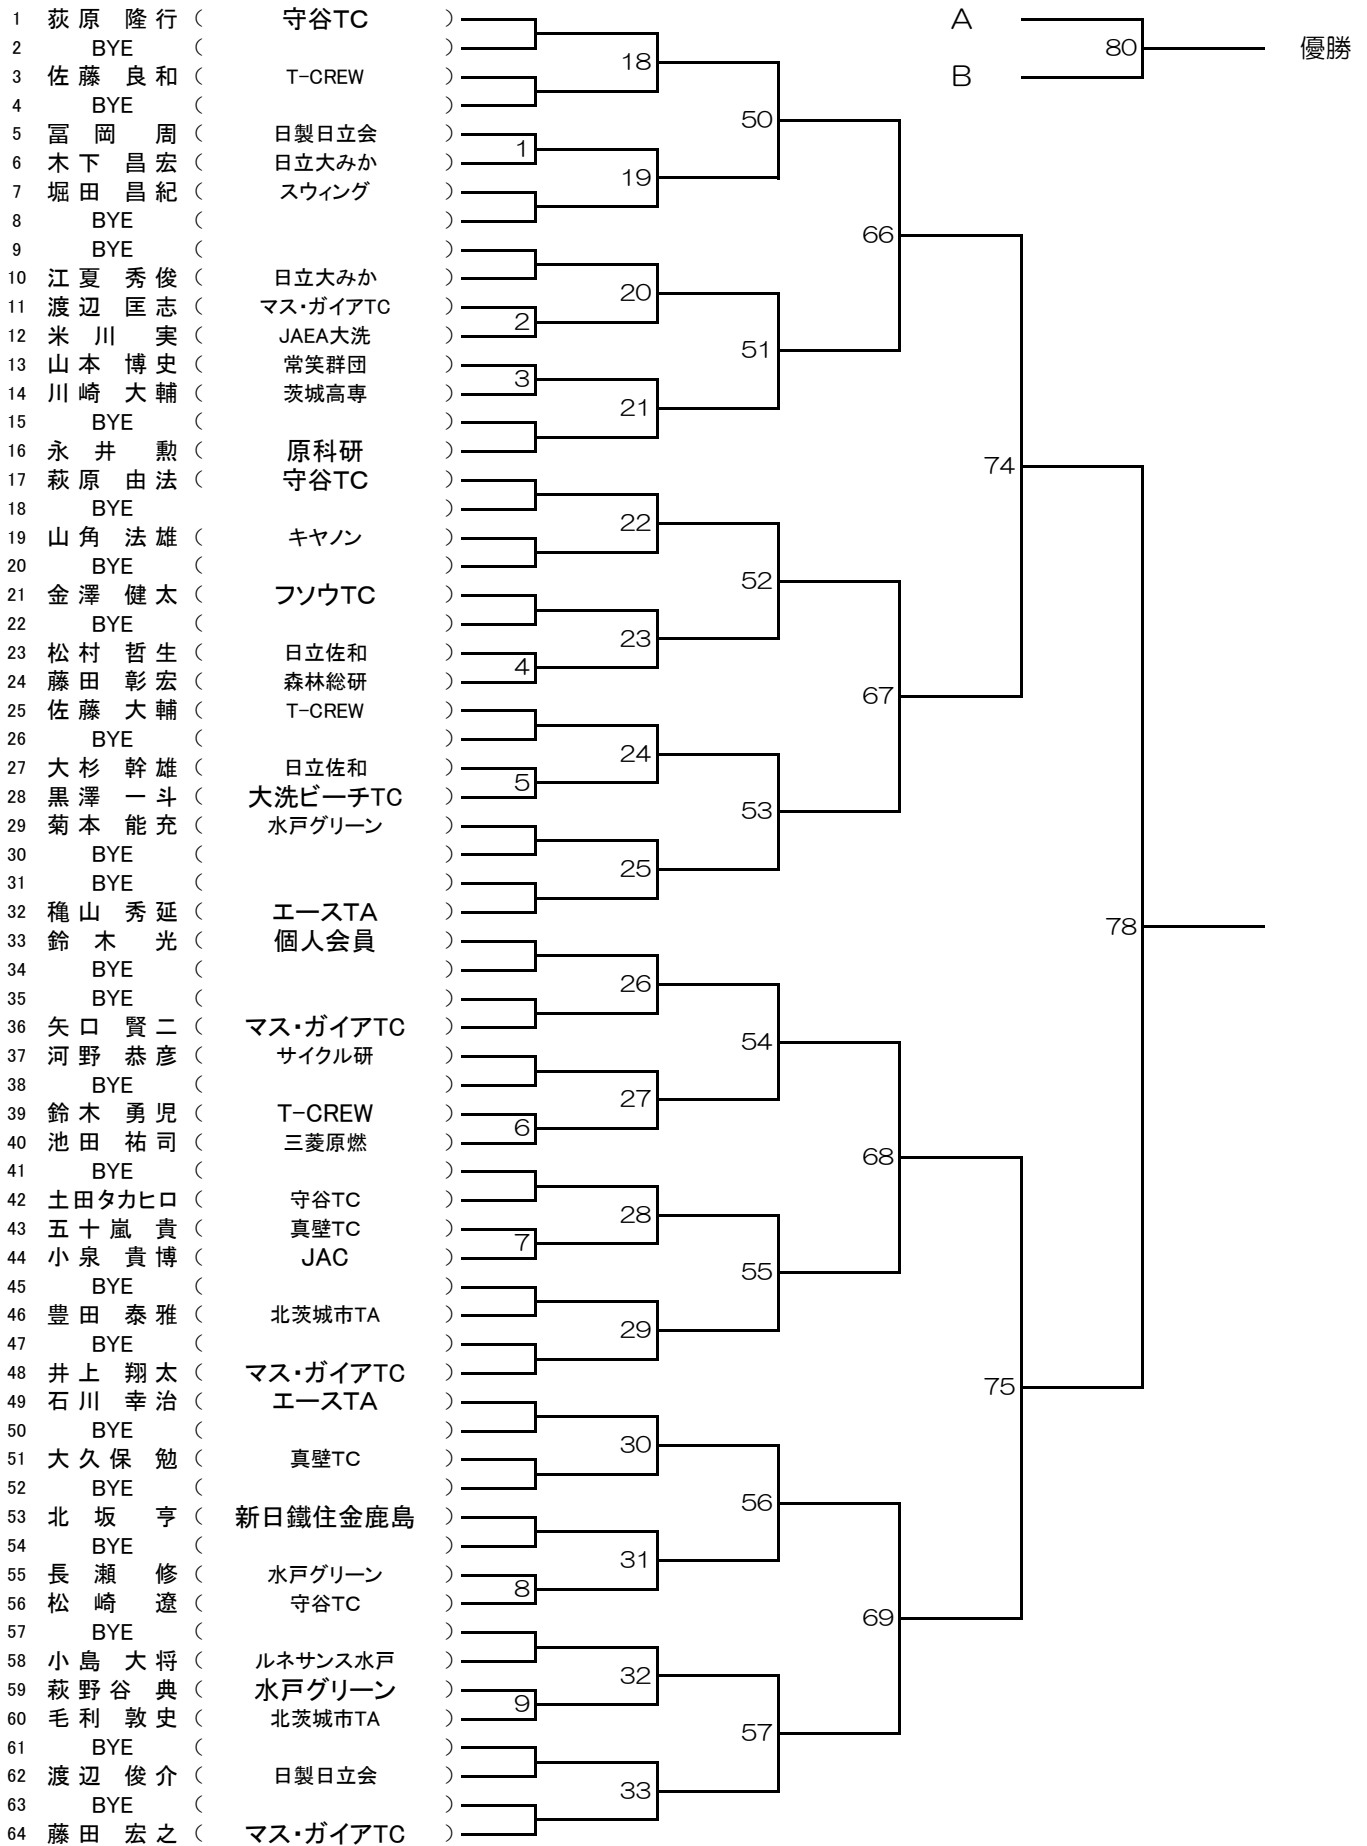 1 荻原 隆行 ( 守谷TC )
2 BYE ( )
3 佐藤 良和 ( T-CREW )
4 BYE ( )
5 冨岡 周 ( 日製日立会 )
6 木下 昌宏 ( 日立大みか )
7 堀田 昌紀 ( スウィング )
8 BYE ( )
9 BYE ( )
10 江夏 秀俊 ( 日立大みか )
11 渡辺 匡志 ( マス・ガイアTC )
12 米川 実 ( JAEA大洗 )
13 山本 博史 ( 常笑群団 )
14 川崎 大輔 ( 茨城高専 )
15 BYE ( )
16 永井 勲 ( 原科研 )
17 萩原 由法 ( 守谷TC )
18 BYE )
19 山角 法雄 ( キヤノン )
20 BYE ( )
21 金澤 健太 ( フソウTC )
22 BYE ( )
23 松村 哲生 ( 日立佐和 )
24 藤田 彰宏 ( 森林総研 )
25 佐藤 大輔 ( T-CREW )
26 BYE ( )
27 大杉 幹雄 ( 日立佐和 )
28 黒澤 一斗 ( 大洗ビーチTC )
29 菊本 能充 ( 水戸グリーン )
30 BYE ( )
31 BYE ( )
32 穐山 秀延 ( エースTA )
33 鈴木 光 ( 個人会員 )
34 BYE ( )
35 BYE ( )
36 矢口 賢二 ( マス・ガイアTC )
37 河野 恭彦 ( サイクル研 )
38 BYE ( )
39 鈴木 勇児 ( T-CREW )
40 池田 祐司 ( 三菱原燃 )
41 BYE ( )
42 土田タカヒロ ( 守谷TC )
43 五十嵐 貴 ( 真壁TC )
44 小泉 貴博 ( JAC )
45 BYE ( )
46 豊田 泰雅 ( 北茨城市TA )
47 BYE ( )
48 井上 翔太 ( マス・ガイアTC )
49 石川 幸治 ( エースTA )
50 BYE ( )
51 大久保 勉 ( 真壁TC )
52 BYE ( )
53 北坂 亨 ( 新日鐵住金鹿島 )
54 BYE ( )
55 長瀬 修 ( 水戸グリーン )
56 松崎 遼 ( 守谷TC )
57 BYE ( )
58 小島 大将 ( ルネサンス水戸 )
59 萩野谷 典 ( 水戸グリーン )
60 毛利 敦史 ( 北茨城市TA )
61 BYE ( )
62 渡辺 俊介 ( 日製日立会 )
63 BYE ( )
64 藤田 宏之 ( マス・ガイアTC )
1
2
3
4
5
6
7
8
9
18
19
20
21
22
23
24
25
26
27
28
29
30
31
32
33
50
51
52
53
54
55
56
57
66
67
68
69
74
75
78
A
B
80
優勝